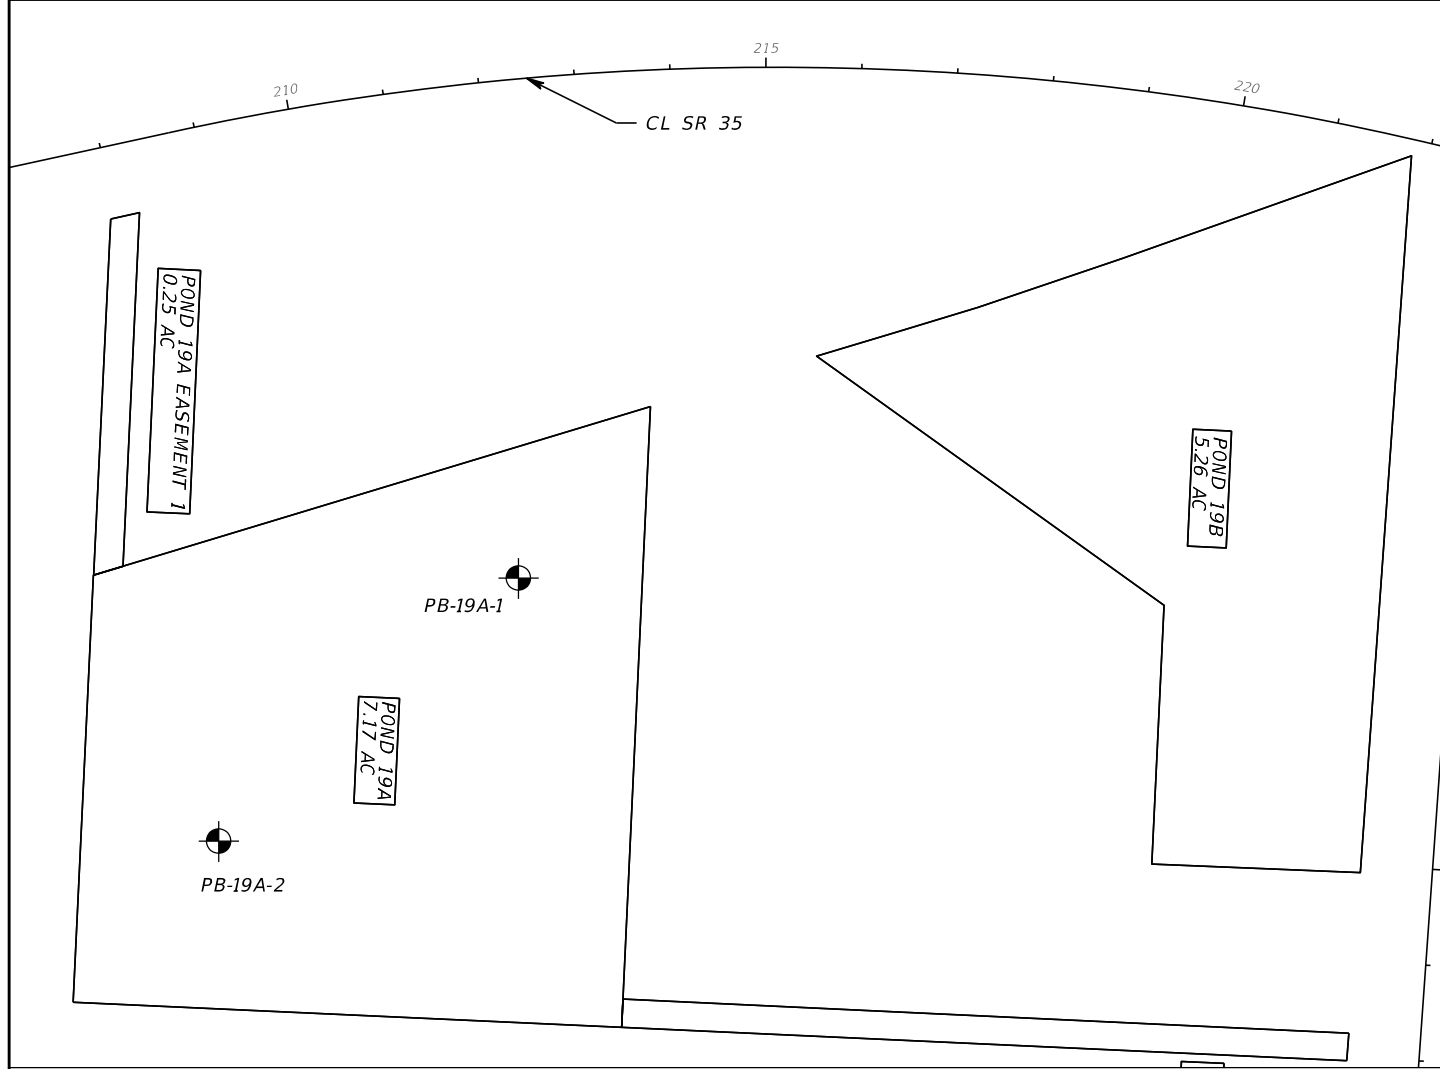 215
210
220
CL SR 35
POND 19A EASEMENT 1
0.25 AC
POND 19B
5.26 AC
PB-19A-1
POND 19A
7.17 AC
PB-19A-2